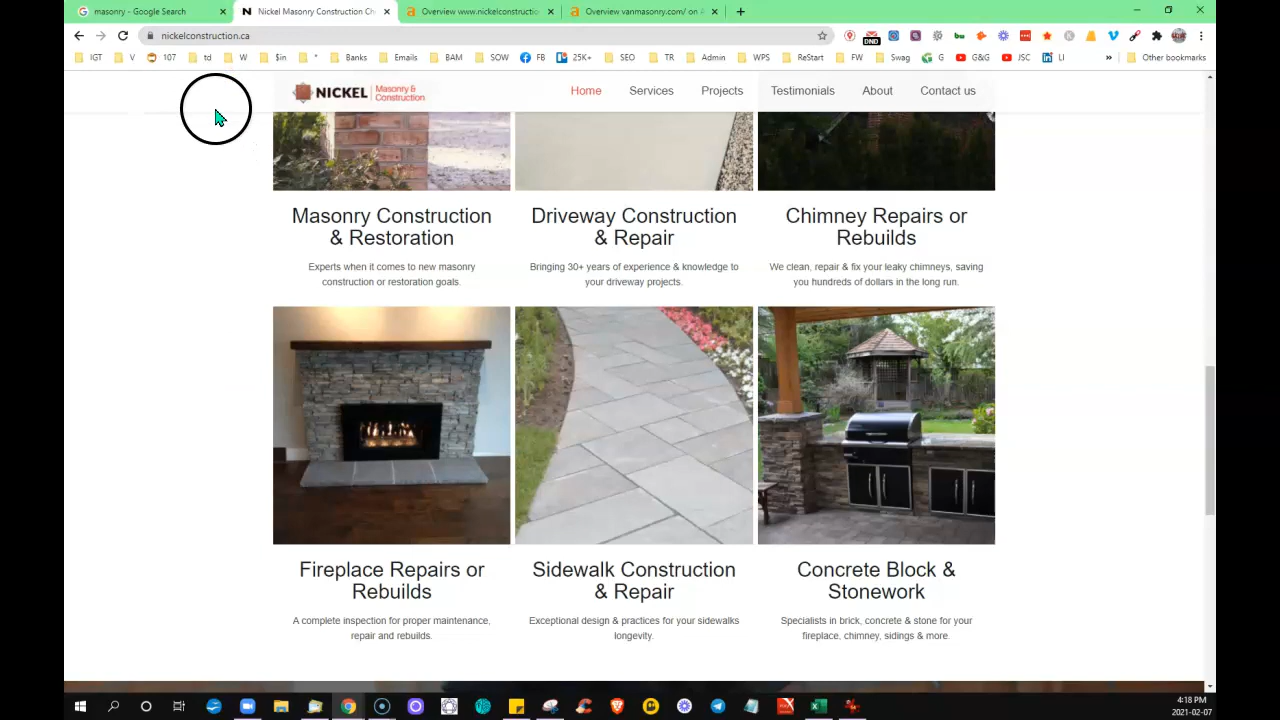 masonry - Google Search
Nickel Masonry Construction Ch
Overview www.nickelconstructio
Overview vanmasonry.com/ on A
nickelconstruction.ca
DND
IGT V 107 td W $in * Banks Emails BAM SOW FB 25K+ SEO TR Admin WPS ReStart FW Swag G G&G JSC LI » Other bookmarks
NICKEL Masonry & Construction
Home Services Projects Testimonials About Contact us
Masonry Construction
& Restoration
Experts when it comes to new masonry
construction or restoration goals.
Driveway Construction
& Repair
Bringing 30+ years of experience & knowledge to
your driveway projects.
Chimney Repairs or
Rebuilds
We clean, repair & fix your leaky chimneys, saving
you hundreds of dollars in the long run.
Fireplace Repairs or
Rebuilds
A complete inspection for proper maintenance,
repair and rebuilds.
Sidewalk Construction
& Repair
Exceptional design & practices for your sidewalks
longevity.
Concrete Block &
Stonework
Specialists in brick, concrete & stone for your
fireplace, chimney, sidings & more.
4:18 PM
2021-02-07